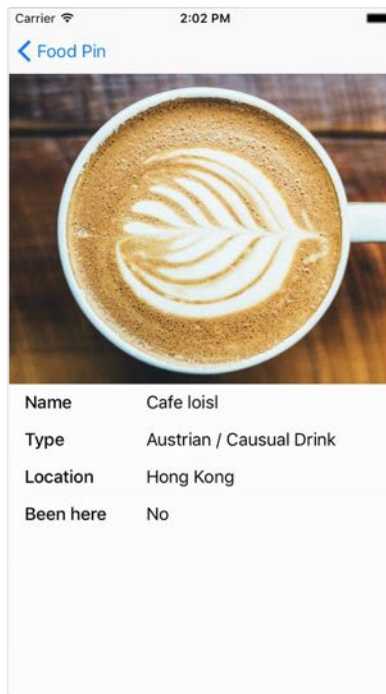 Carrier 2:02 PM
Food Pin
Name Cafe loisl
Type Austrian / Causual Drink
Location Hong Kong
Been here No